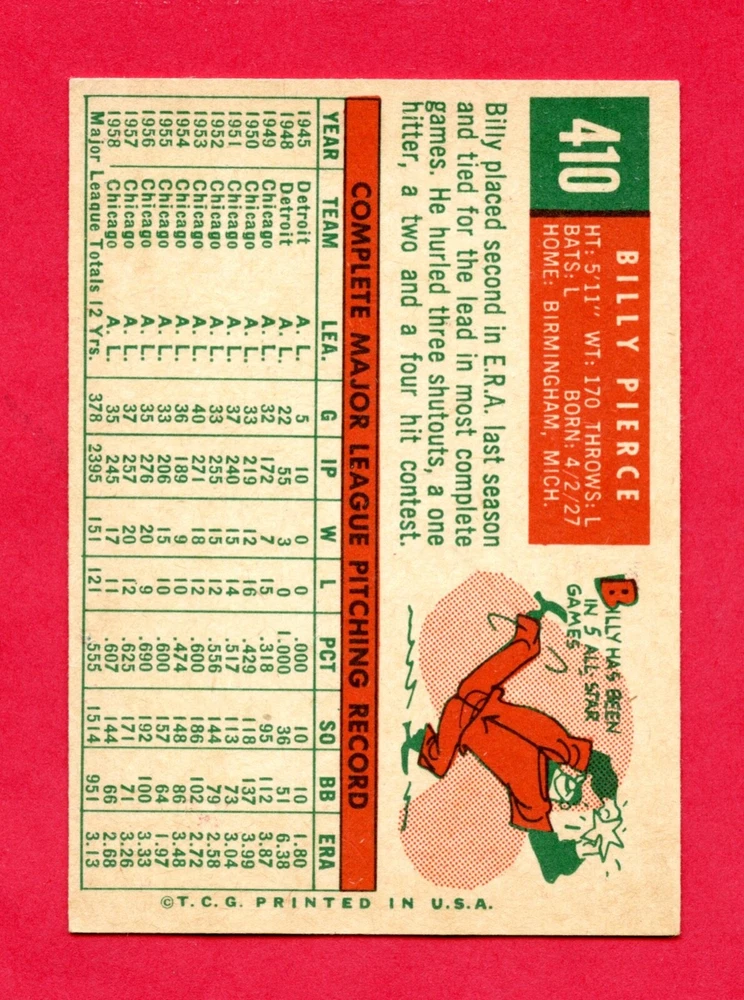 410
BILLY PIERCE
HT: 5'11" WT: 170 THROWS: L
BATS: L BORN: 4/2/27
HOME: BIRMINGHAM, MICH.
Billy placed second in E.R.A. last season
and tied for the lead in most complete
games. He hurled three shutouts, a one
hitter, a two and a four hit contest.
BILLY HAS BEEN
IN 5 ALL STAR
GAMES
COMPLETE MAJOR LEAGUE PITCHING RECORD
YEAR TEAM LEA. G IP W L PCT SO BB ERA
1945 Detroit A. L. 5 10 0 0 .000 10 10 1.80
1948 Detroit A. L. 22 55 3 0 1.000 36 51 6.38
1949 Chicago A. L. 32 172 7 15 .318 95 112 3.87
1950 Chicago A. L. 33 219 12 16 .429 118 137 3.99
1951 Chicago A. L. 37 240 15 14 .517 113 73 3.04
1952 Chicago A. L. 33 255 15 12 .556 144 79 2.58
1953 Chicago A. L. 40 271 18 12 .600 186 102 2.72
1954 Chicago A. L. 36 189 9 10 .474 148 86 3.48
1955 Chicago A. L. 33 206 15 10 .600 157 64 1.97
1956 Chicago A. L. 35 276 20 9 .690 192 100 3.33
1957 Chicago A. L. 37 257 20 12 .625 171 71 3.26
1958 Chicago A. L. 35 245 17 11 .607 144 66 2.68
Major League Totals 12 Yrs. 378 2395 151 121 .555 1514 951 3.13
©T.C.G. PRINTED IN U.S.A.